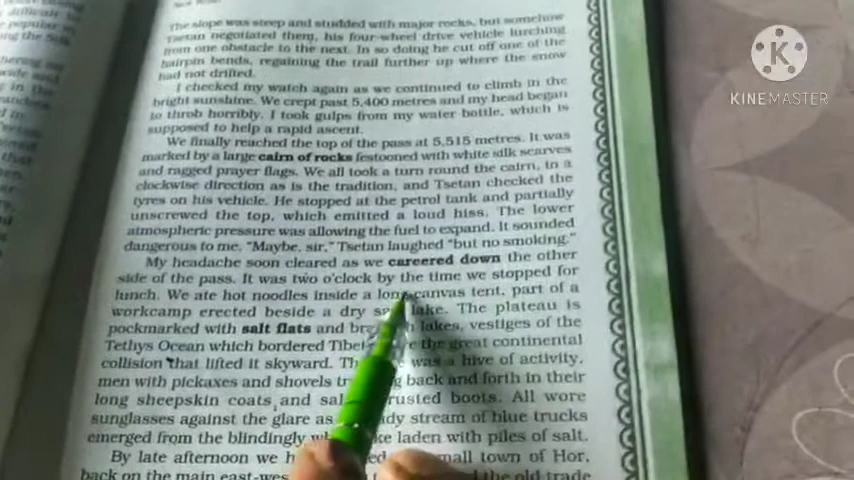 The slope was steep and studded with major rocks, but somehow
Tsetan negotiated them, his four-wheel drive vehicle lurching
from one obstacle to the next. In so doing he cut off one of the
hairpin bends, regaining the trail further up where the snow
had not drifted.
I checked my watch again as we continued to climb in the
bright sunshine. We crept past 5,400 metres and my head began
to throb horribly. I took gulps from my water bottle, which is
supposed to help a rapid ascent.
We finally reached the top of the pass at 5,515 metres. It was
marked by a large cairn of rocks festooned with white silk scarves
and ragged prayer flags. We all took a turn round the cairn, in a
clockwise direction as is the tradition, and Tsetan checked the
tyres on his vehicle. He stopped at the petrol tank and partially
unscrewed the top, which emitted a loud hiss. The lower
atmospheric pressure was allowing the fuel to expand. It sounded
dangerous to me. "Maybe, sir," Tsetan laughed "but no smoking."
My headache soon cleared as we careered down the other
side of the pass. It was two o'clock by the time we stopped for
lunch. We ate hot noodles inside a long canvas tent, part of a
workcamp erected beside a dry lake. The plateau is
pockmarked with salt flats and lakes, vestiges of the
Tethys Ocean which bordered the great continental
collision that lifted it skyward. was a hive of activity,
men with pickaxes and shovels back and forth in their
long sheepskin coats and boots. All wore
sunglasses against the glare as stream of blue trucks
emerged from the blindingly laden with piles of salt.
By late afternoon we small town of Hor,
back on the main the old trade
KINEMASTER